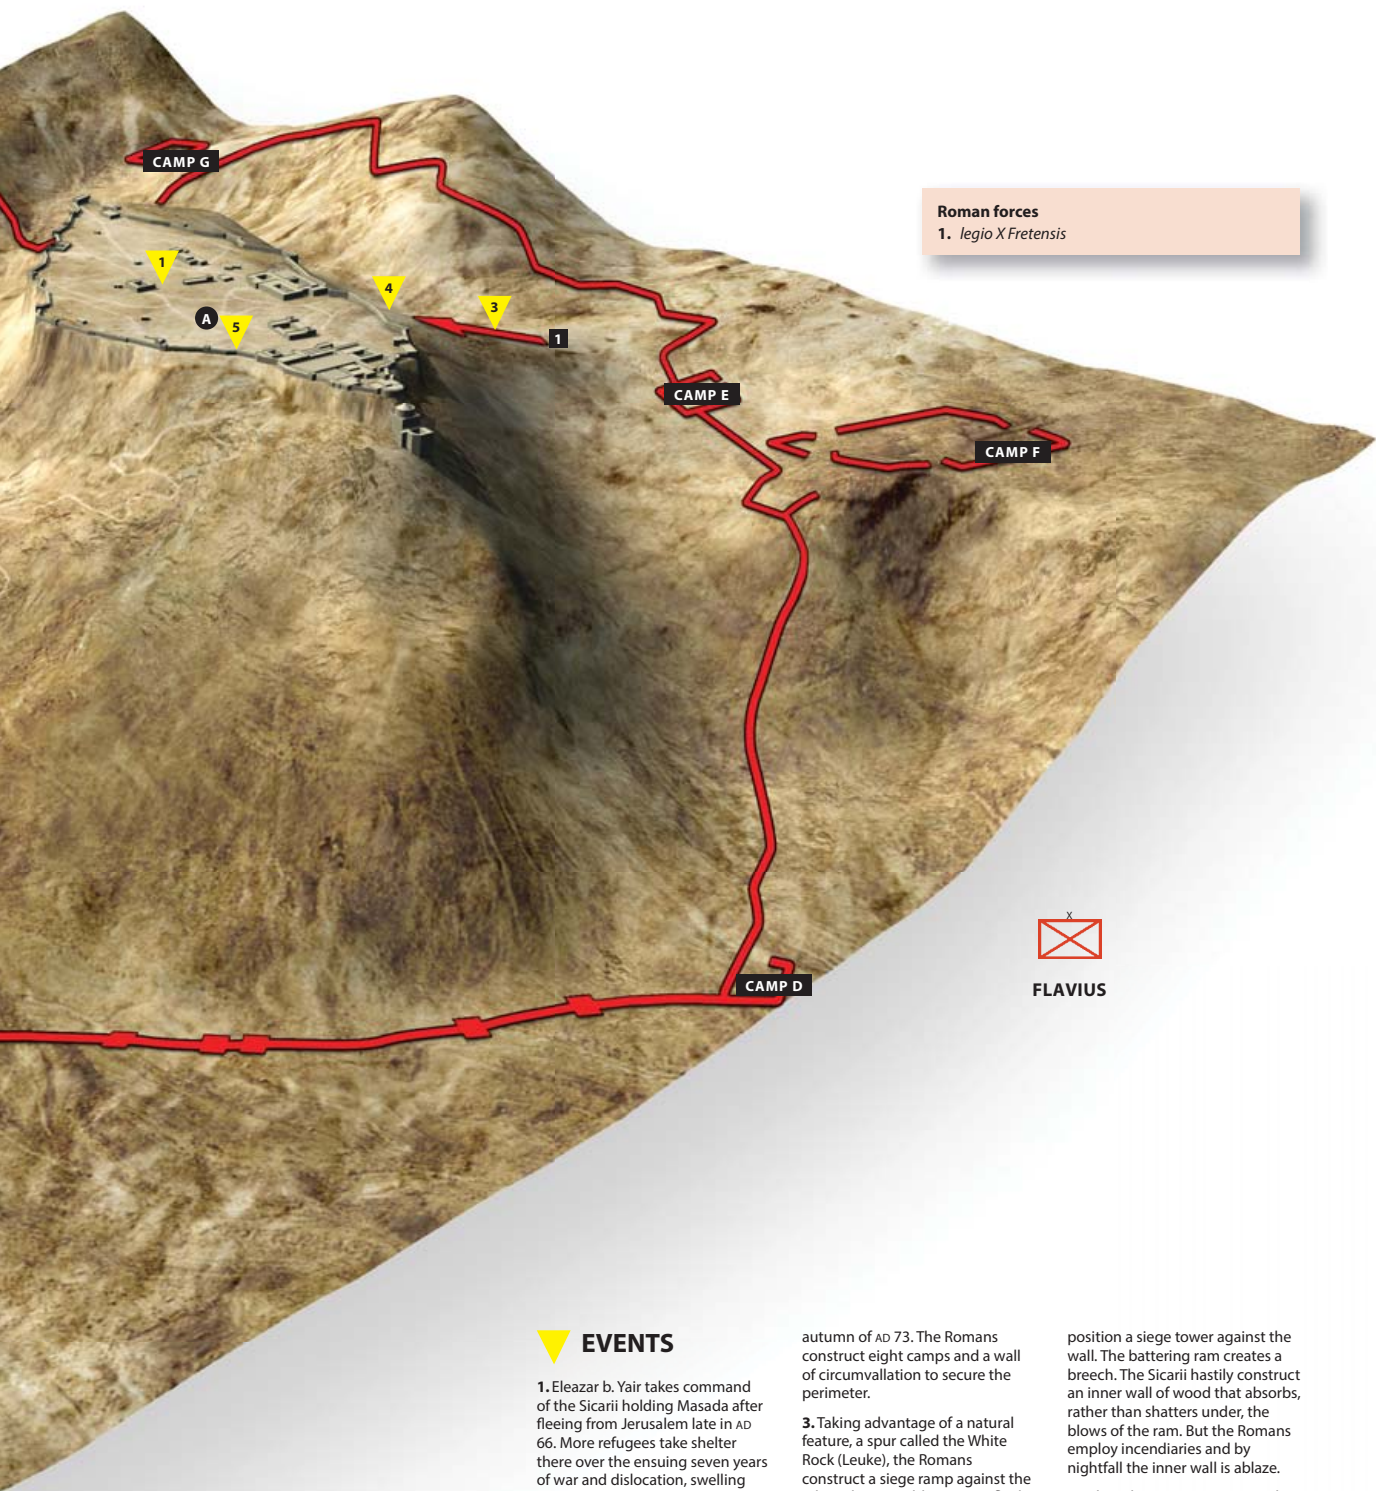 CAMP G
Roman forces
1. legio X Fretensis
1
4
3
A
5
1
CAMP E
CAMP F
X
CAMP D
FLAVIUS
EVENTS
1. Eleazar b. Yair takes command
of the Sicarii holding Masada after
fleeing from Jerusalem late in AD
66. More refugees take shelter
there over the ensuing seven years
of war and dislocation, swelling
autumn of AD 73. The Romans
construct eight camps and a wall
of circumvallation to secure the
perimeter.
3. Taking advantage of a natural
feature, a spur called the White
Rock (Leuke), the Romans
construct a siege ramp against the
position a siege tower against the
wall. The battering ram creates a
breech. The Sicarii hastily construct
an inner wall of wood that absorbs,
rather than shatters under, the
blows of the ram. But the Romans
employ incendiaries and by
nightfall the inner wall is ablaze.